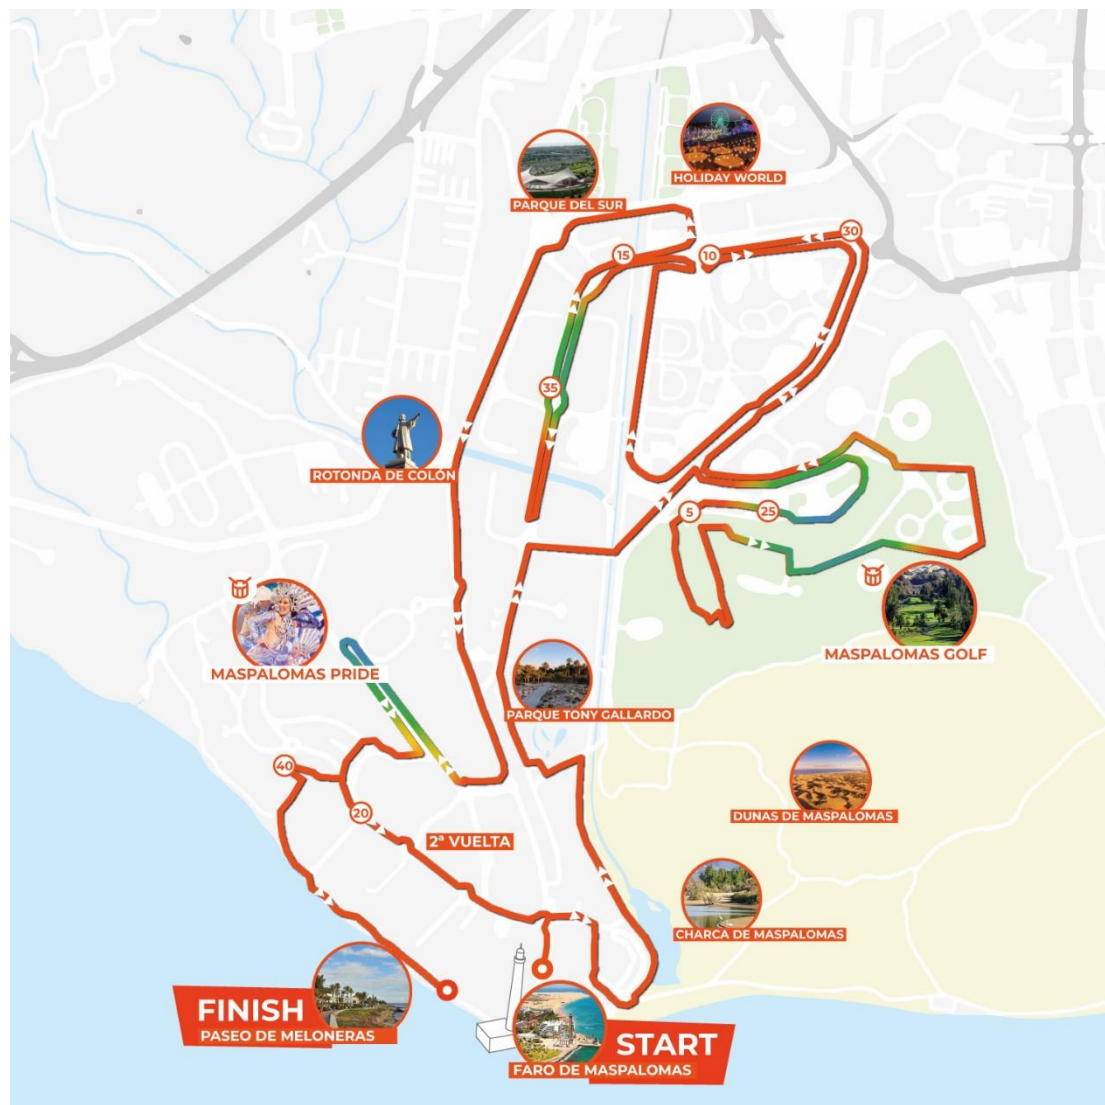 HOLIDAY WORLD
PARQUE DEL SUR
30
15
10
35
ROTONDA DE COLÓN
5
25
MASPALOMAS GOLF
MASPALOMAS PRIDE
PARQUE TONY GALLARDO
40
20
2ª VUELTA
DUNAS DE MASPALOMAS
CHARCA DE MASPALOMAS
FINISH
PASEO DE MELONERAS
START
FARO DE MASPALOMAS